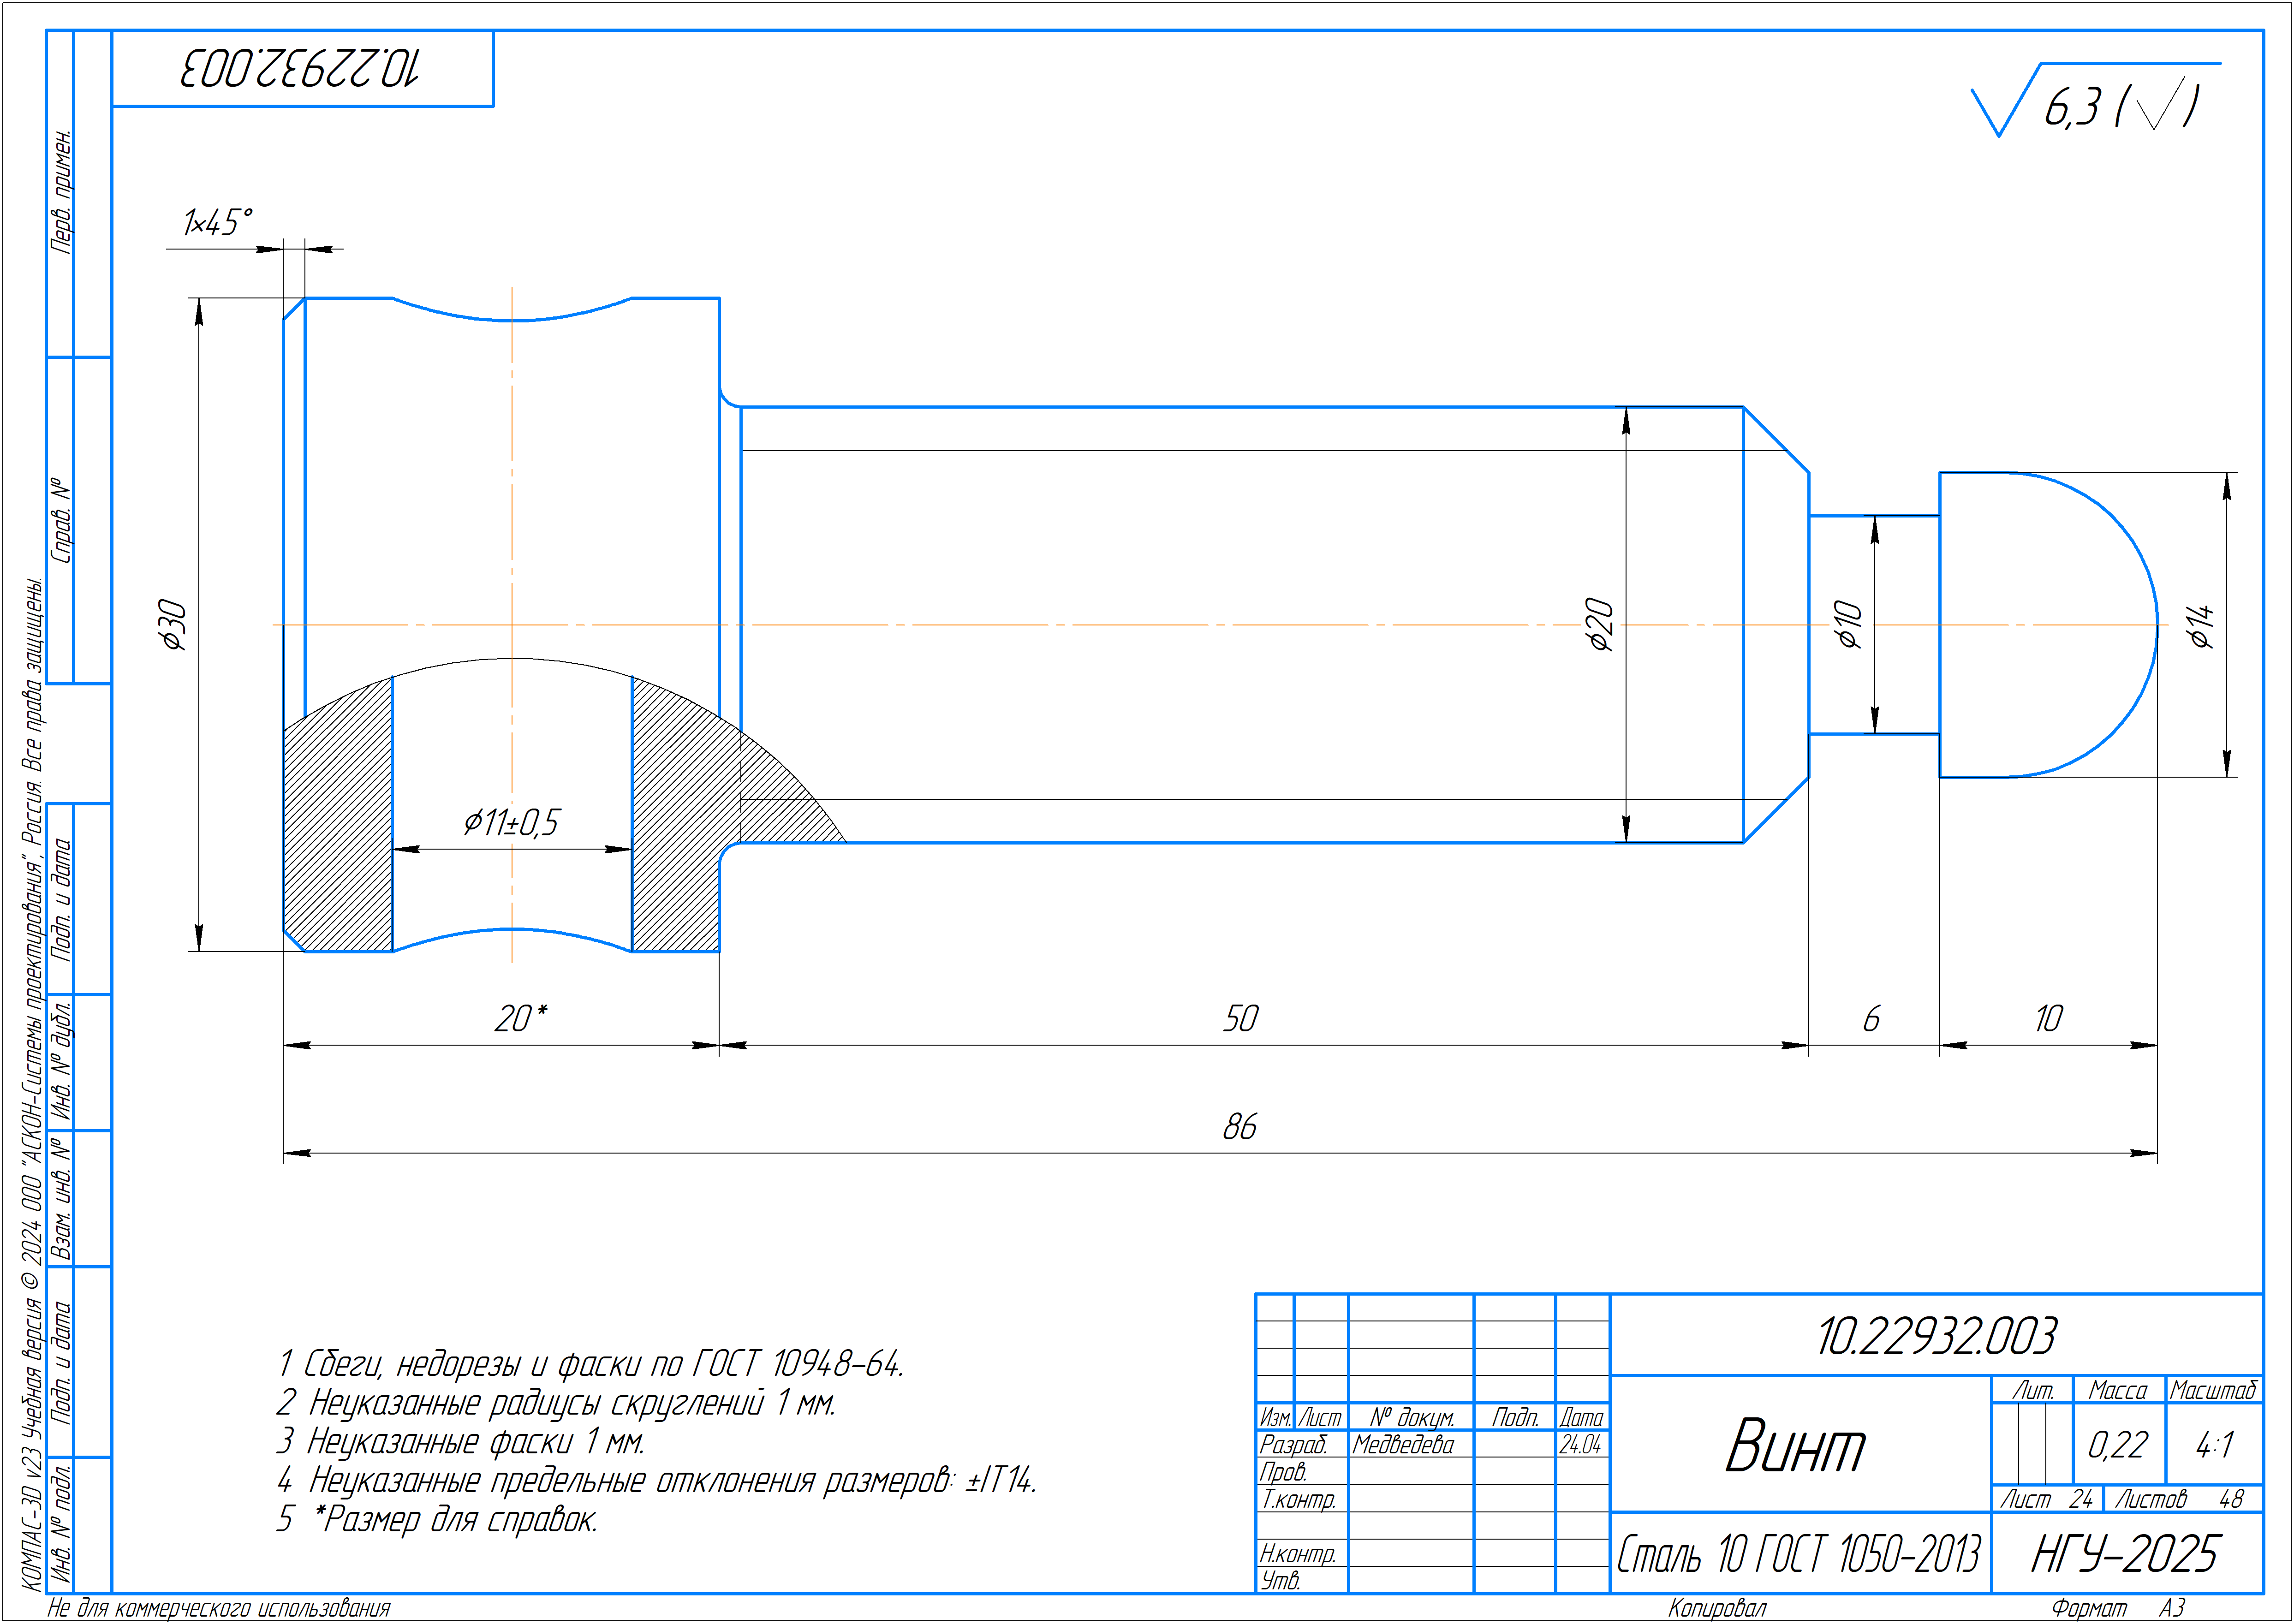 10.22932.003
6,3 (√)
Перв. примен.
Справ. №
Подп. и дата
Инв. № дубл.
Взам. инв. №
Подп. и дата
Инв. № подл.
КОМПАС-3D v23 Учебная версия © 2024 ООО "АСКОН-Системы проектирования", Россия. Все права защищены.
1×45°
⌀30
⌀11±0,5
⌀20
⌀10
⌀14
20*
50
6
10
86
1 Сбеги, недорезы и фаски по ГОСТ 10948-64.
2 Неуказанные радиусы скруглений 1 мм.
3 Неуказанные фаски 1 мм.
4 Неуказанные предельные отклонения размеров: ±IT14.
5 *Размер для справок.
10.22932.003
Изм. Лист № докум. Подп. Дата
Разраб. Медведева 24.04
Пров.
Т.контр.
Н.контр.
Утв.
Винт
Лит. Масса Масштаб
0,22 4:1
Лист 24 Листов 48
Сталь 10 ГОСТ 1050-2013
НГУ-2025
Не для коммерческого использования
Копировал
Формат А3